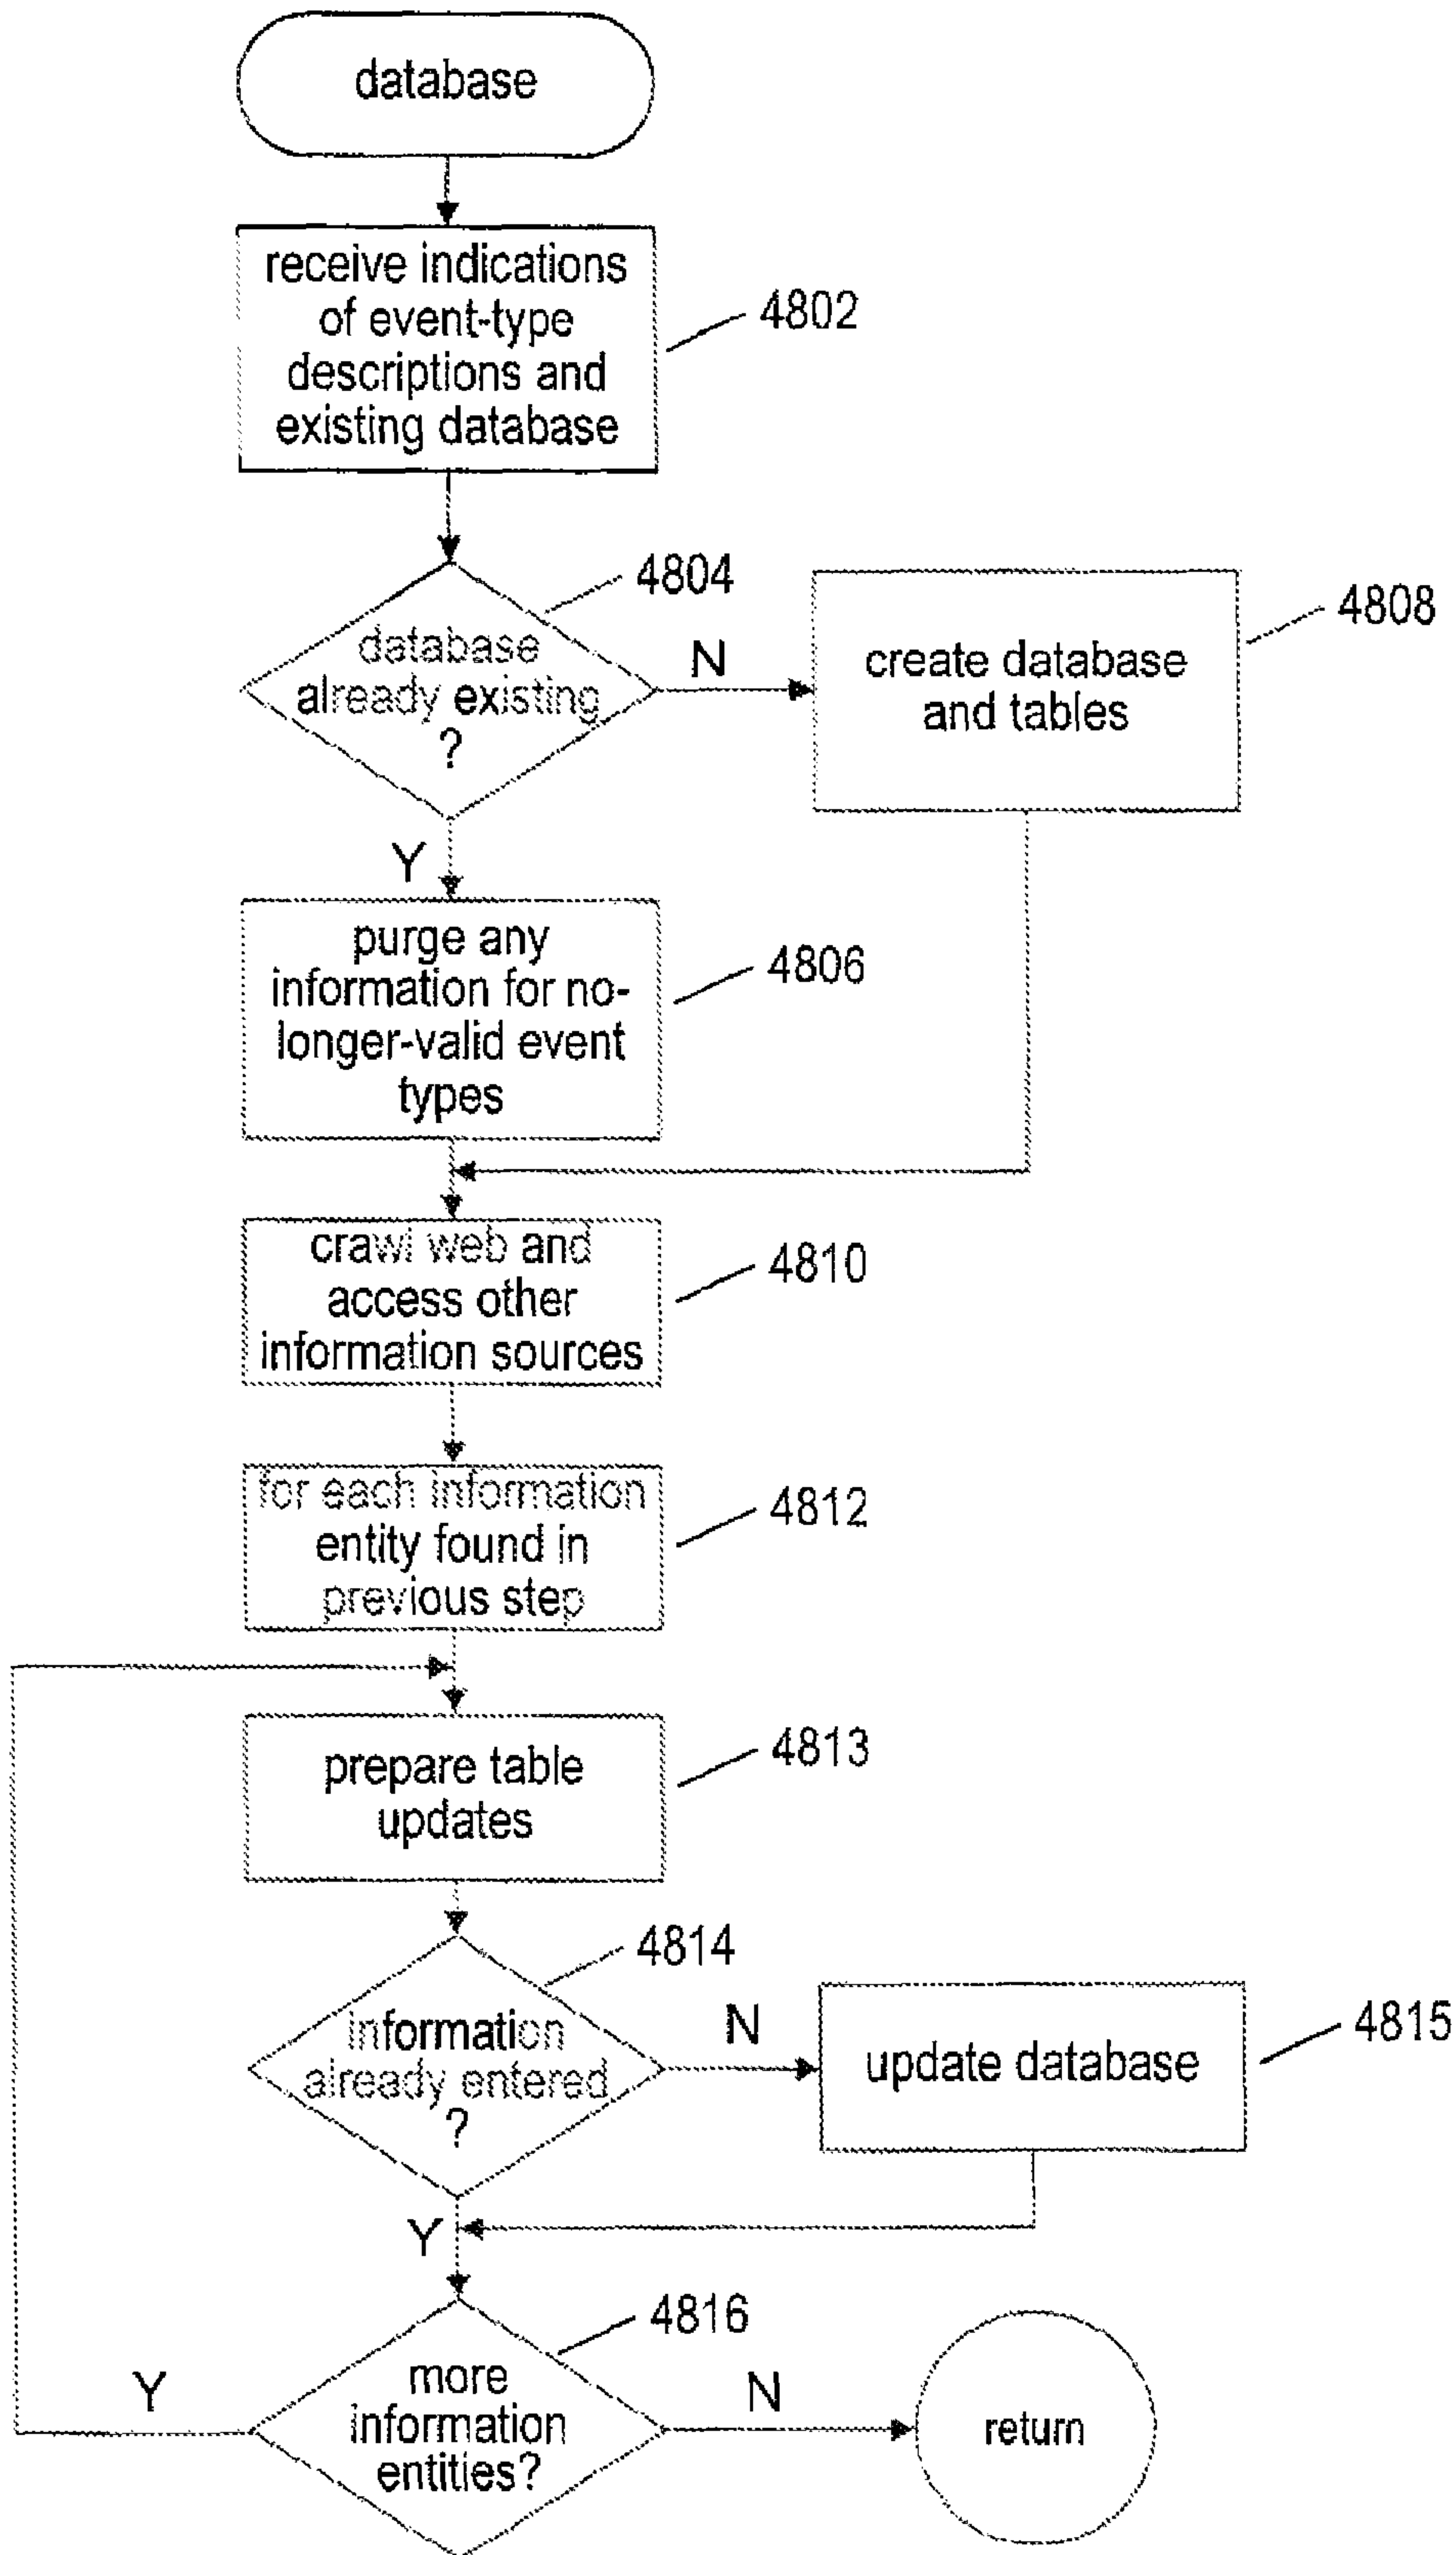 database
receive indications
of event-type
descriptions and
existing database
4802
4804
database
already existing
?
N
create database
and tables
4808
Y
purge any
information for no-
longer-valid event
types
4806
crawl web and
access other
information sources
4810
for each information
entity found in
previous step
4812
prepare table
updates
4813
4814
information
already entered
?
N
update database
4815
Y
4816
more
information
entities?
Y
N
return